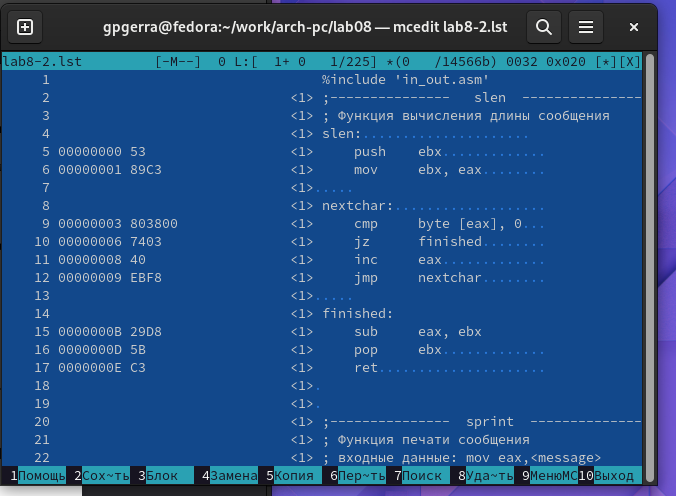 gpgerra@fedora:~/work/arch-pc/lab08 — mcedit lab8-2.lst
lab8-2.lst [-M--] 0 L:[ 1+ 0 1/225] *(0 /14566b) 0032 0x020 [*][X]
1 %include 'in_out.asm'
2 <1> ;--------------- slen ---------------
3 <1> ; Функция вычисления длины сообщения
4 <1> slen:.....................
5 00000000 53 <1> push ebx.............
6 00000001 89C3 <1> mov ebx, eax........
7 <1>.....
8 <1> nextchar:...................
9 00000003 803800 <1> cmp byte [eax], 0...
10 00000006 7403 <1> jz finished........
11 00000008 40 <1> inc eax.............
12 00000009 EBF8 <1> jmp nextchar........
13 <1>.....
14 <1> finished:
15 0000000B 29D8 <1> sub eax, ebx
16 0000000D 5B <1> pop ebx.............
17 0000000E C3 <1> ret.....................
18 <1>.
19 <1>.
20 <1> ;--------------- sprint --------------
21 <1> ; Функция печати сообщения
22 <1> ; входные данные: mov eax,<message>
1Помощь 2Сох~ть 3Блок 4Замена 5Копия 6Пер~ть 7Поиск 8Уда~ть 9МенюMC 10Выход